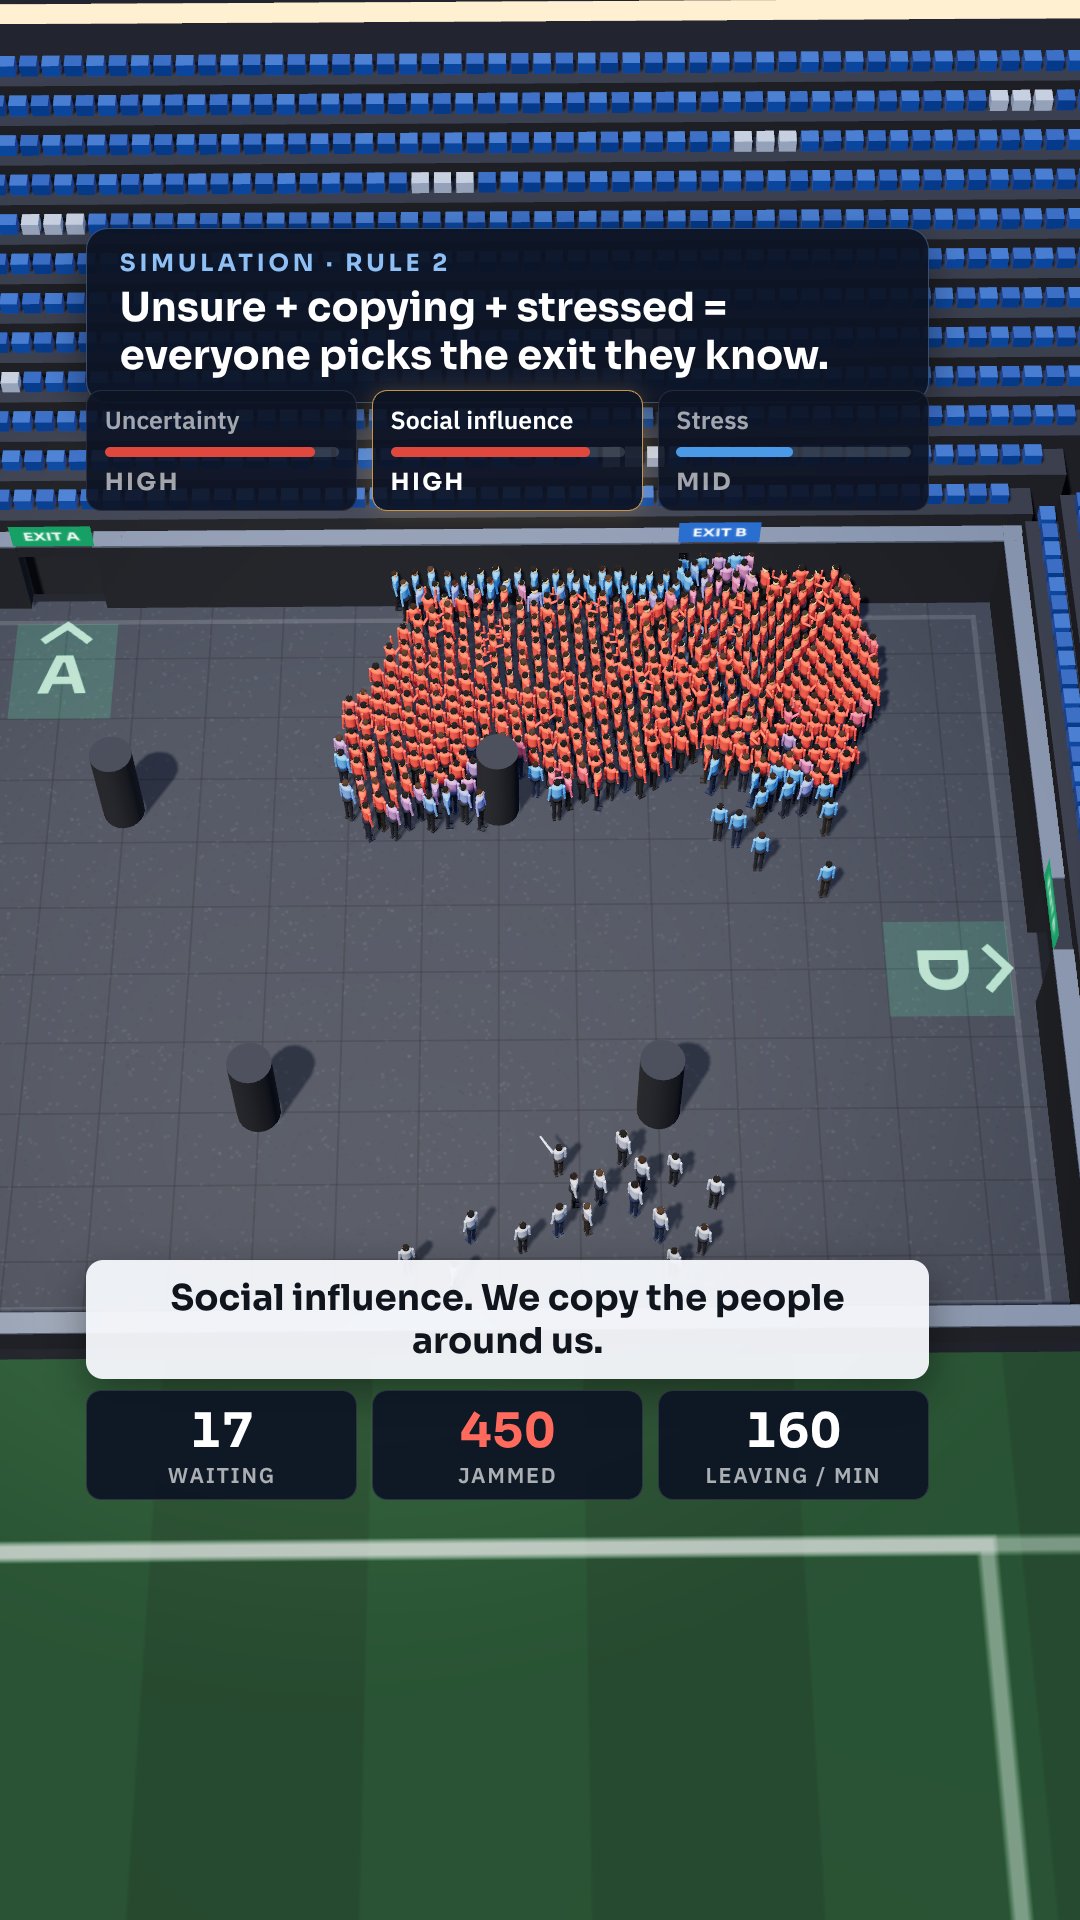 SIMULATION · RULE 2
Unsure + copying + stressed =
everyone picks the exit they know.
Uncertainty
HIGH
Social influence
HIGH
Stress
MID
EXIT A
EXIT B
A
D
Social influence. We copy the people
around us.
17
WAITING
450
JAMMED
160
LEAVING / MIN